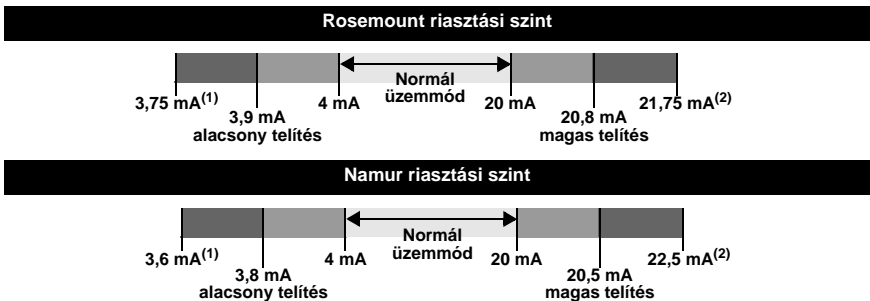 Rosemount riasztási szint
Normál
üzemmód
3,75 mA(1)
4 mA
20 mA
21,75 mA(2)
3,9 mA
alacsony telítés
20,8 mA
magas telítés
Namur riasztási szint
Normál
üzemmód
3,6 mA(1)
4 mA
20 mA
22,5 mA(2)
3,8 mA
alacsony telítés
20,5 mA
magas telítés